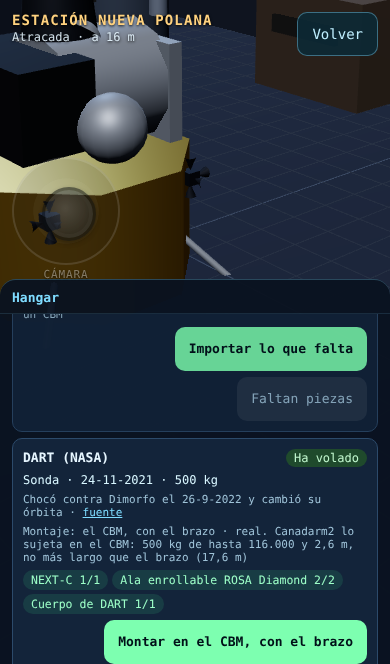 ESTACIÓN NUEVA POLANA
Atracada · a 16 m
Volver
CÁMARA
Hangar
un CBM
Importar lo que falta
Faltan piezas
DART (NASA)
Ha volado
Sonda · 24-11-2021 · 500 kg
Chocó contra Dimorfo el 26-9-2022 y cambió su
órbita · fuente
Montaje: el CBM, con el brazo · real. Canadarm2 lo
sujeta en el CBM: 500 kg de hasta 116.000 y 2,6 m,
no más largo que el brazo (17,6 m)
NEXT-C 1/1
Ala enrollable ROSA Diamond 2/2
Cuerpo de DART 1/1
Montar en el CBM, con el brazo